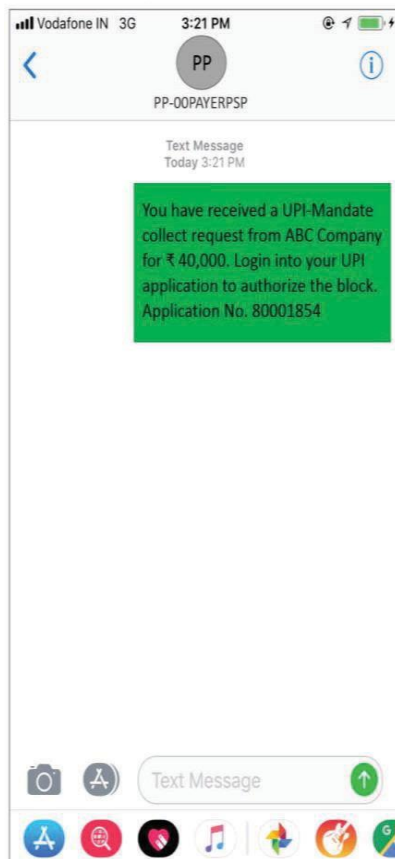 Vodafone IN 3G 3:21 PM
PP
PP-00PAYERPSP
Text Message
Today 3:21 PM
You have received a UPI-Mandate
collect request from ABC Company
for ₹ 40,000. Login into your UPI
application to authorize the block.
Application No. 80001854
Text Message
G